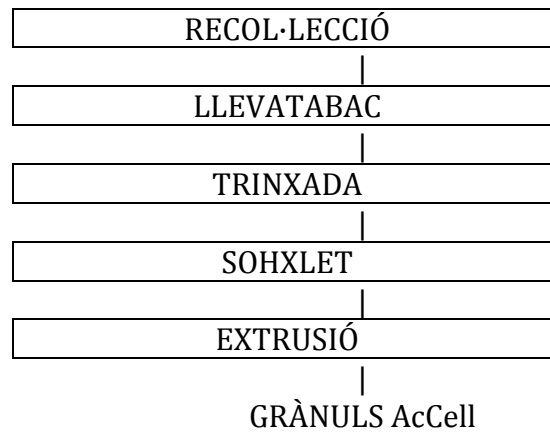 RECOL·LECCIÓ
LLEVATABAC
TRINXADA
SOHXLET
EXTRUSIÓ
GRÀNULS AcCell